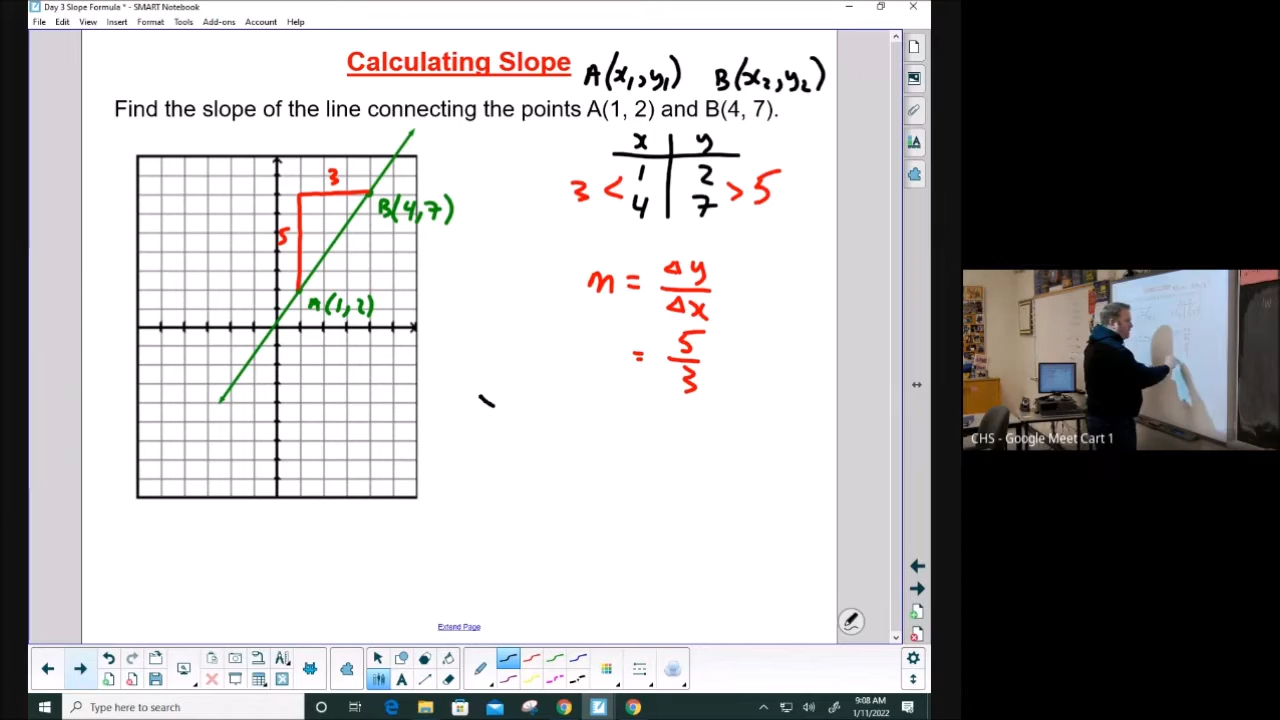 Day 3 Slope Formula * - SMART Notebook
File Edit View Insert Format Tools Add-ons Account Help
Calculating Slope
A(x₁,y₁) B(x₂,y₂)
Find the slope of the line connecting the points A(1, 2) and B(4, 7).
x y
1 2
3 < > 5
4 7
3
B(4,7)
5
A(1,2)
m = Δy/Δx
= 5/3
CHS - Google Meet Cart 1
Extend Page
Type here to search
9:08 AM
1/11/2022